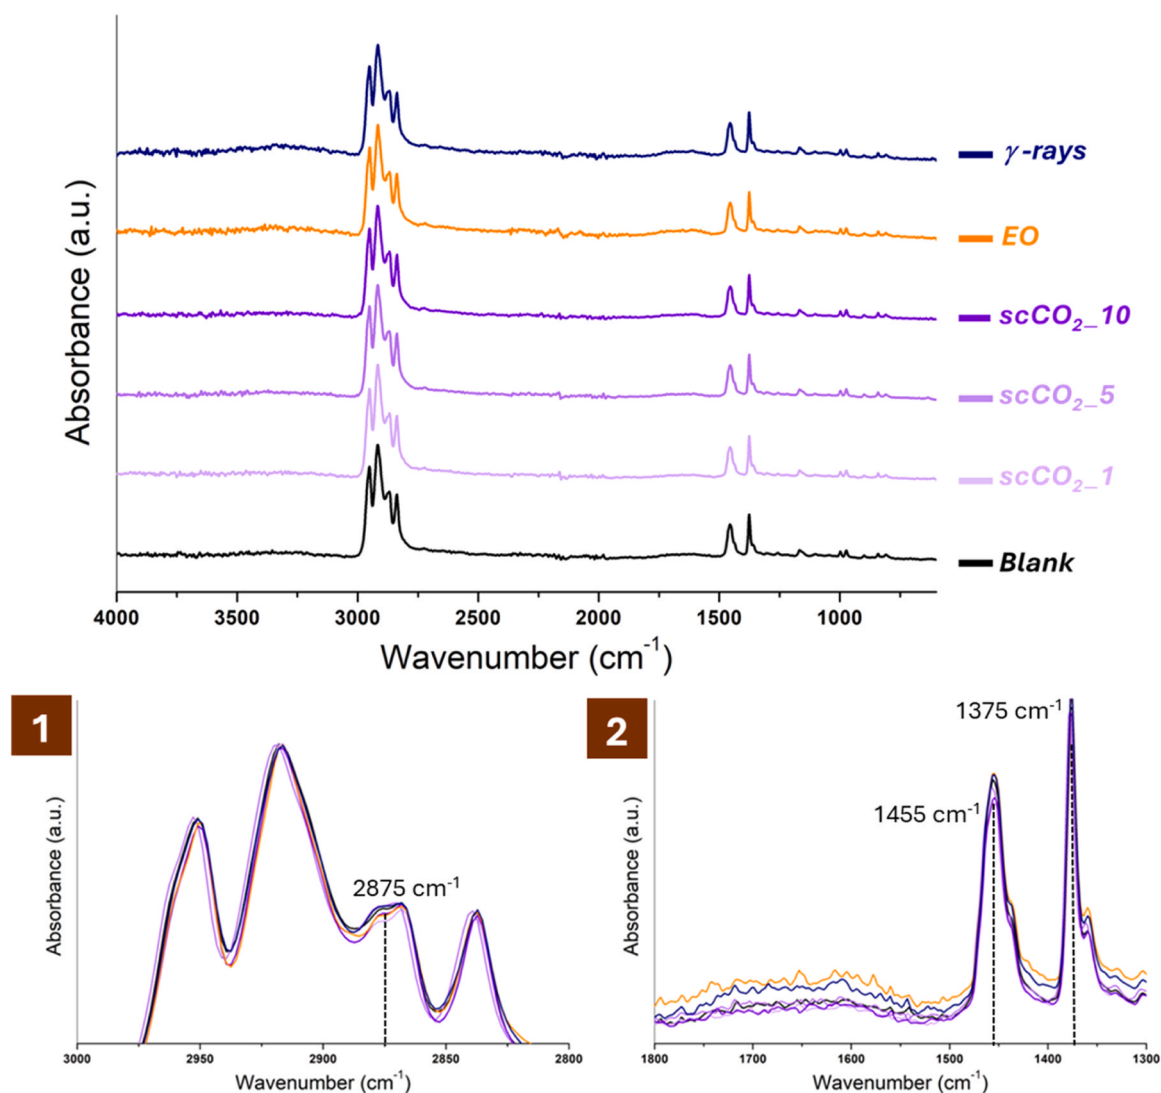 Absorbance (a.u.)
γ-rays
EO
scCO₂_10
scCO₂_5
scCO₂_1
Blank
4000 3500 3000 2500 2000 1500 1000
Wavenumber (cm⁻¹)
1
Absorbance (a.u.)
2875 cm⁻¹
3000 2950 2900 2850 2800
Wavenumber (cm⁻¹)
2
Absorbance (a.u.)
1375 cm⁻¹
1455 cm⁻¹
1800 1700 1600 1500 1400 1300
Wavenumber (cm⁻¹)